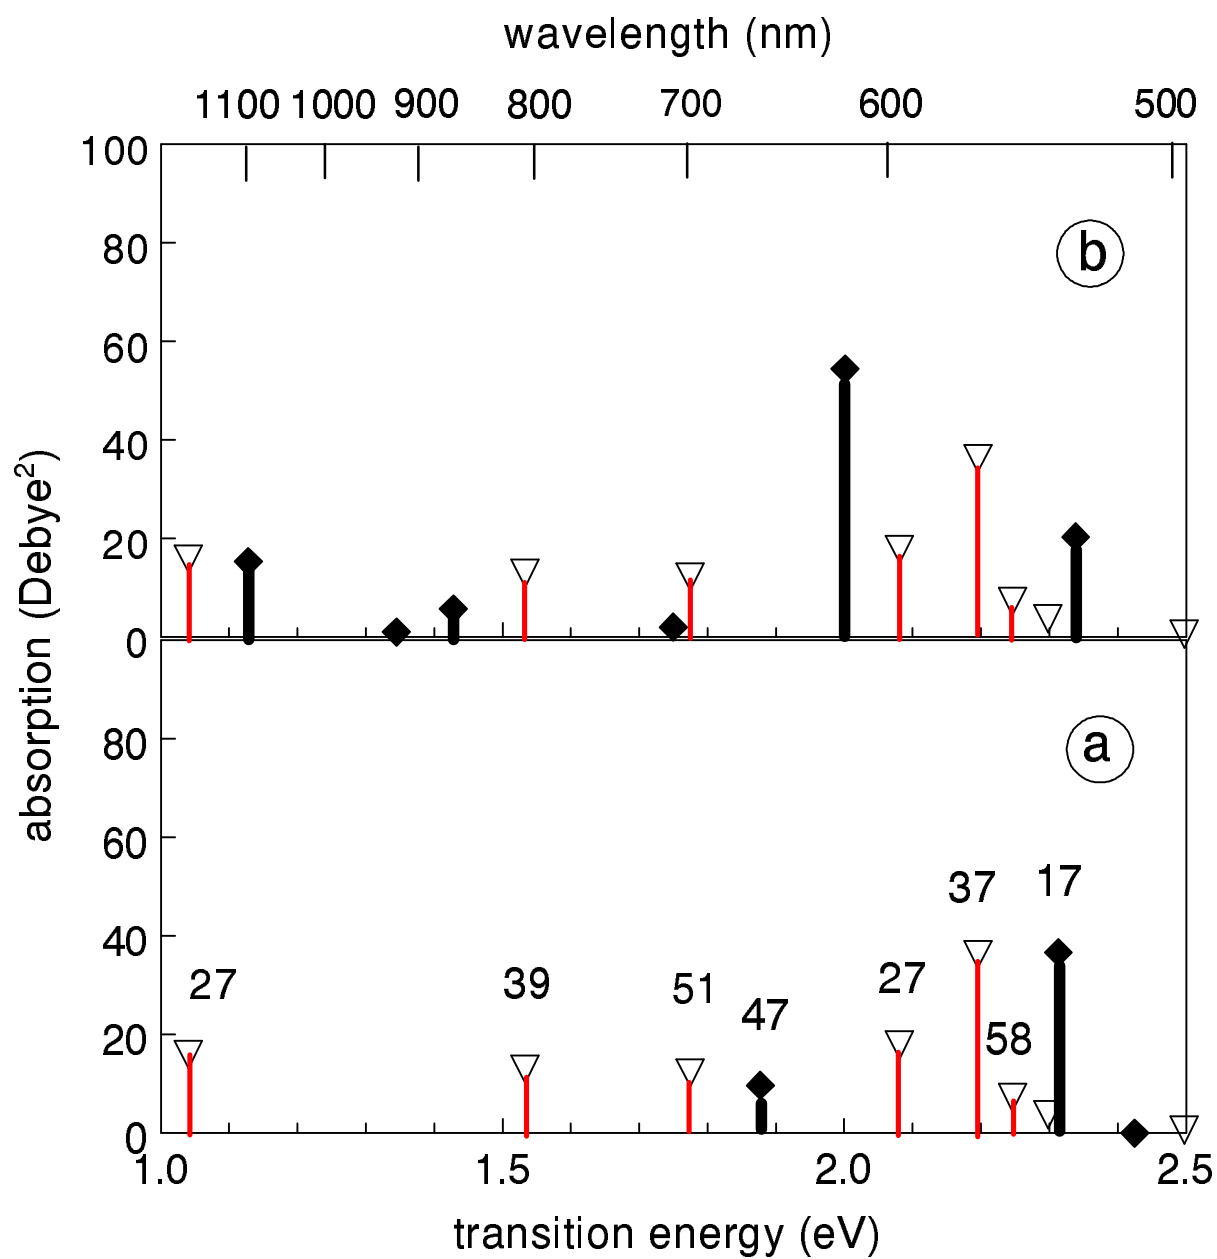 wavelength (nm)
1100 1000 900 800 700 600 500
100
80
b
60
40
20
0
absorption (Debye²)
80
a
60
37 17
40
27 39 51 47 27 58
20
0
1.0 1.5 2.0 2.5
transition energy (eV)